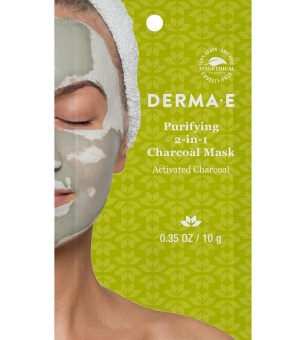 DERMA·E
Purifying
2-in-1
Charcoal Mask
Activated Charcoal
0.35 OZ / 10 g